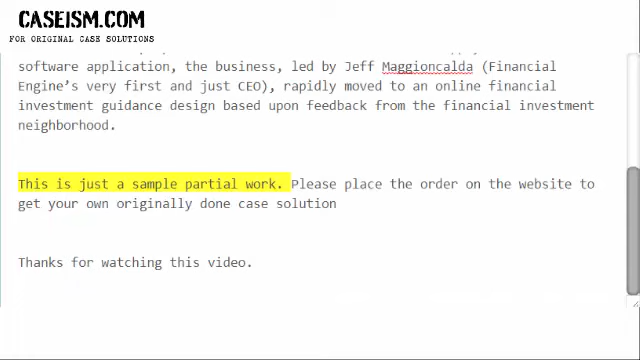 CASEISM.COM
FOR ORIGINAL CASE SOLUTIONS
software application, the business, led by Jeff Maggioncalda (Financial
Engine’s very first and just CEO), rapidly moved to an online financial
investment guidance design based upon feedback from the financial investment
neighborhood.
This is just a sample partial work. Please place the order on the website to
get your own originally done case solution
Thanks for watching this video.